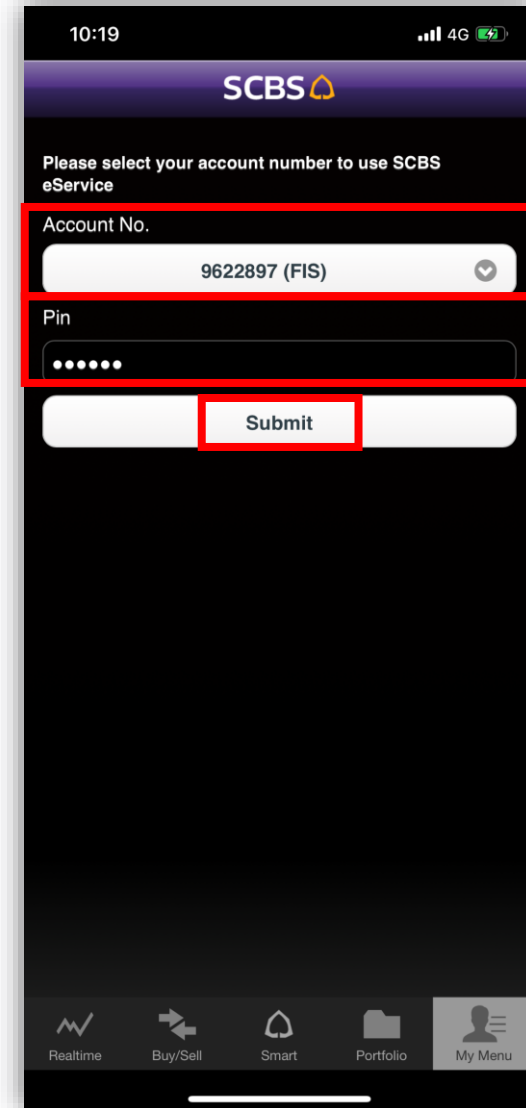 10:19
4G
SCBS
Please select your account number to use SCBS
eService
Account No.
9622897 (FIS)
Pin
••••••
Submit
Realtime
Buy/Sell
Smart
Portfolio
My Menu